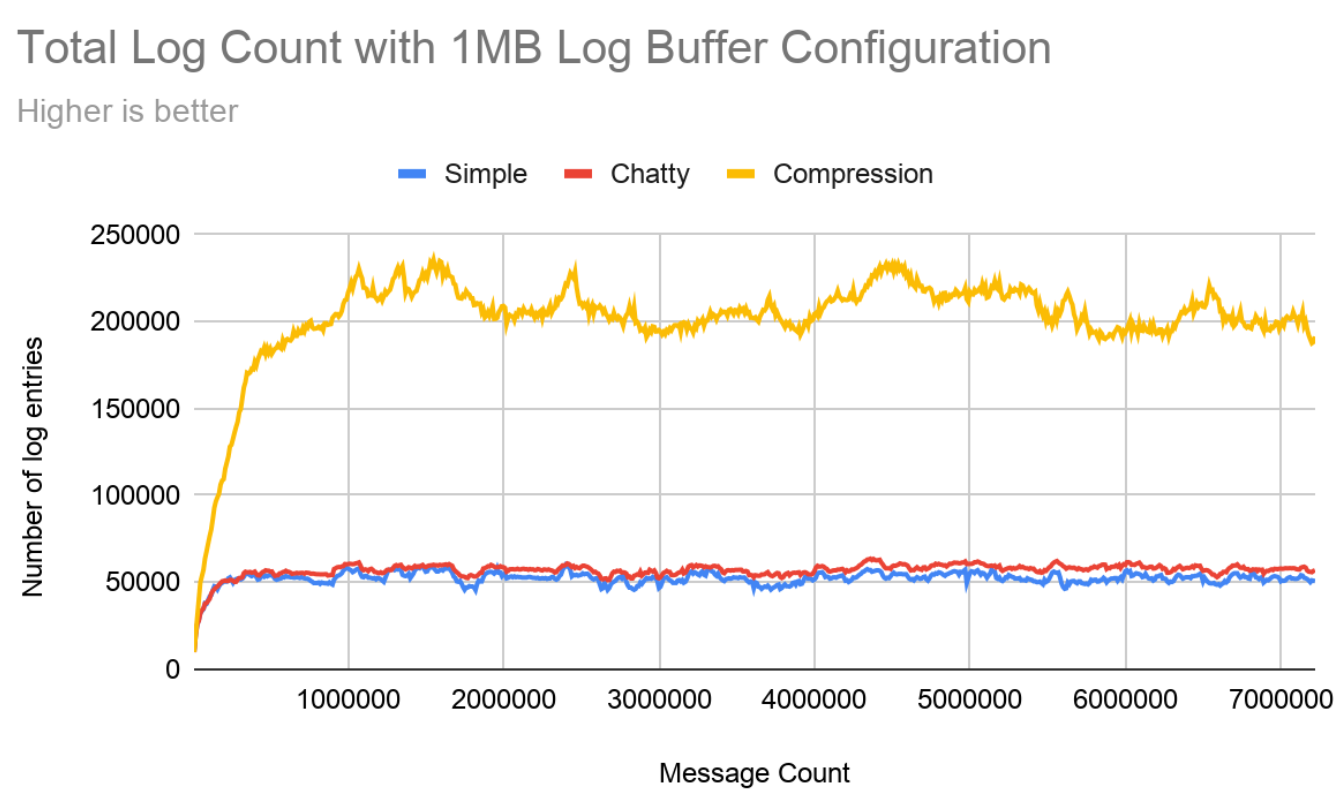 Total Log Count with 1MB Log Buffer Configuration
Higher is better
Simple Chatty Compression
Number of log entries
250000
200000
150000
100000
50000
0
1000000 2000000 3000000 4000000 5000000 6000000 7000000
Message Count